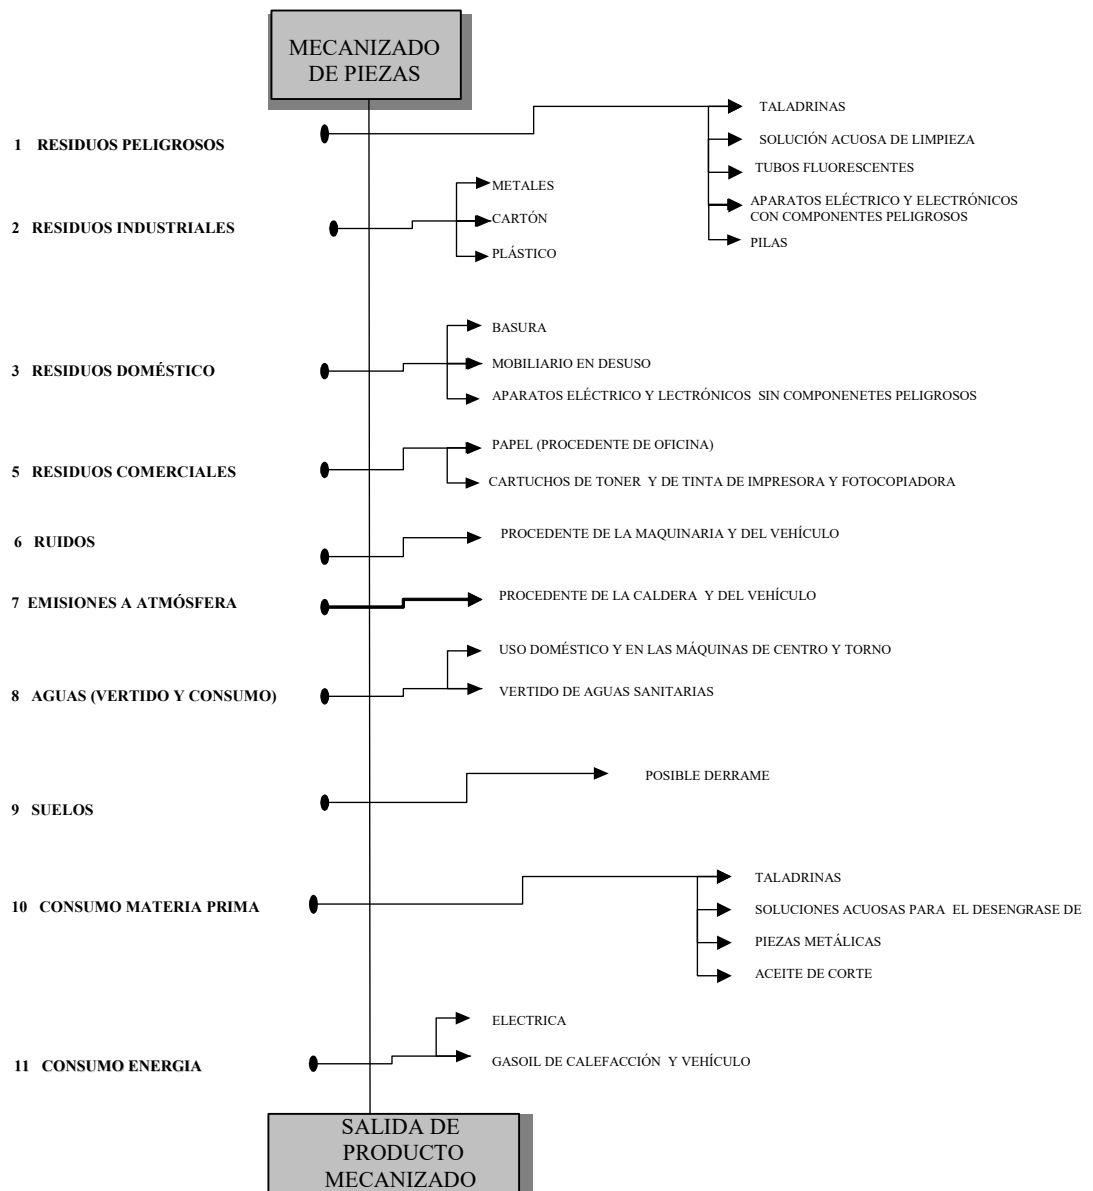 MECANIZADO
DE PIEZAS
1 RESIDUOS PELIGROSOS
TALADRINAS
SOLUCIÓN ACUOSA DE LIMPIEZA
TUBOS FLUORESCENTES
APARATOS ELÉCTRICO Y ELECTRÓNICOS
CON COMPONENTES PELIGROSOS
PILAS
2 RESIDUOS INDUSTRIALES
METALES
CARTÓN
PLÁSTICO
3 RESIDUOS DOMÉSTICO
BASURA
MOBILIARIO EN DESUSO
APARATOS ELÉCTRICO Y LECTRÓNICOS SIN COMPONENETES PELIGROSOS
5 RESIDUOS COMERCIALES
PAPEL (PROCEDENTE DE OFICINA)
CARTUCHOS DE TONER Y DE TINTA DE IMPRESORA Y FOTOCOPIADORA
6 RUIDOS
PROCEDENTE DE LA MAQUINARIA Y DEL VEHÍCULO
7 EMISIONES A ATMÓSFERA
PROCEDENTE DE LA CALDERA Y DEL VEHÍCULO
8 AGUAS (VERTIDO Y CONSUMO)
USO DOMÉSTICO Y EN LAS MÁQUINAS DE CENTRO Y TORNO
VERTIDO DE AGUAS SANITARIAS
9 SUELOS
POSIBLE DERRAME
10 CONSUMO MATERIA PRIMA
TALADRINAS
SOLUCIONES ACUOSAS PARA EL DESENGRASE DE
PIEZAS METÁLICAS
ACEITE DE CORTE
11 CONSUMO ENERGIA
ELECTRICA
GASOIL DE CALEFACCIÓN Y VEHÍCULO
SALIDA DE
PRODUCTO
MECANIZADO